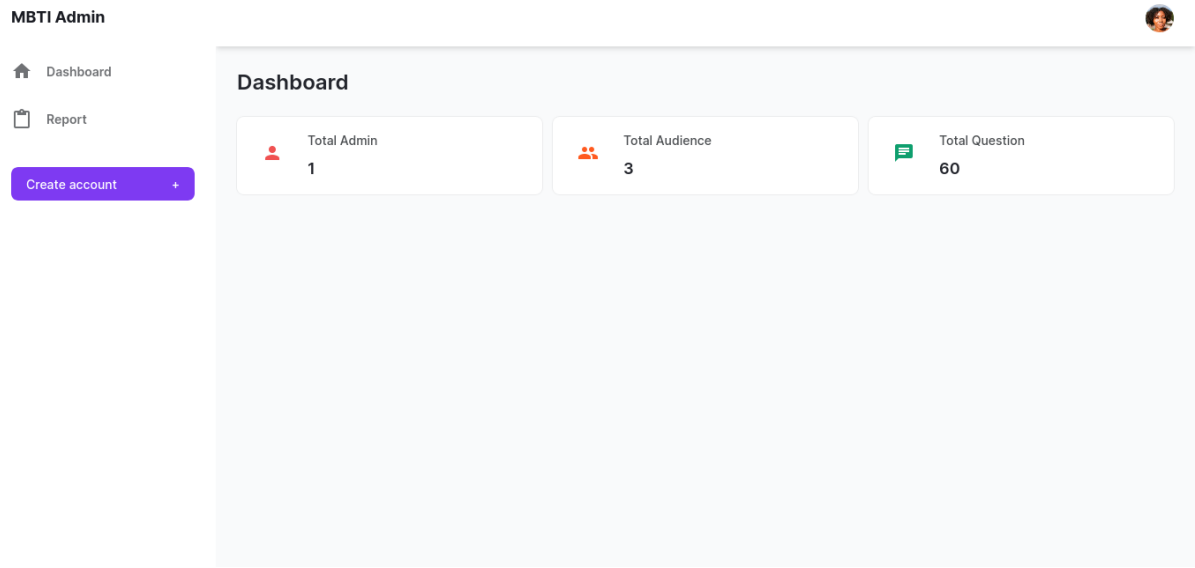 MBTI Admin
Dashboard
Report
Create account +
Dashboard
Total Admin
1
Total Audience
3
Total Question
60